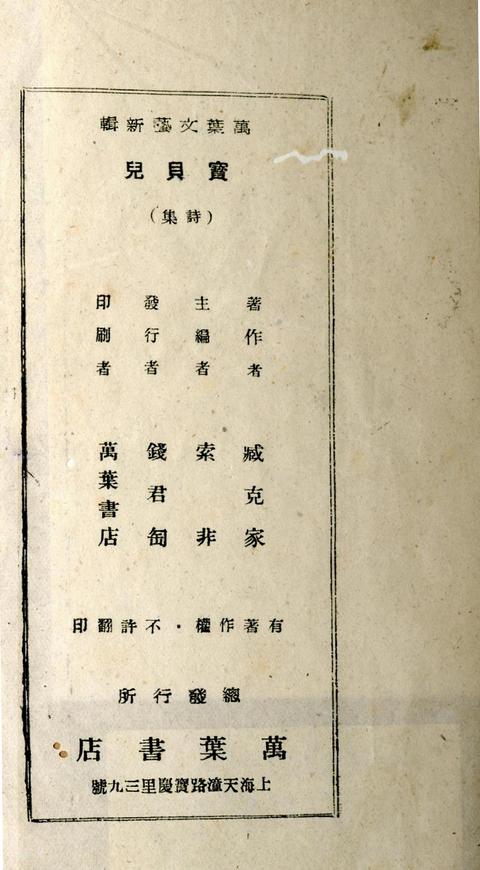 萬葉文藝新輯
寶貝兒
（詩集）
著作者 臧克家
主編者 索非
發行者 錢君匋
印刷者 萬葉書店
有著作權・不許翻印
總發行所
萬葉書店
上海天潼路寶慶里三九號